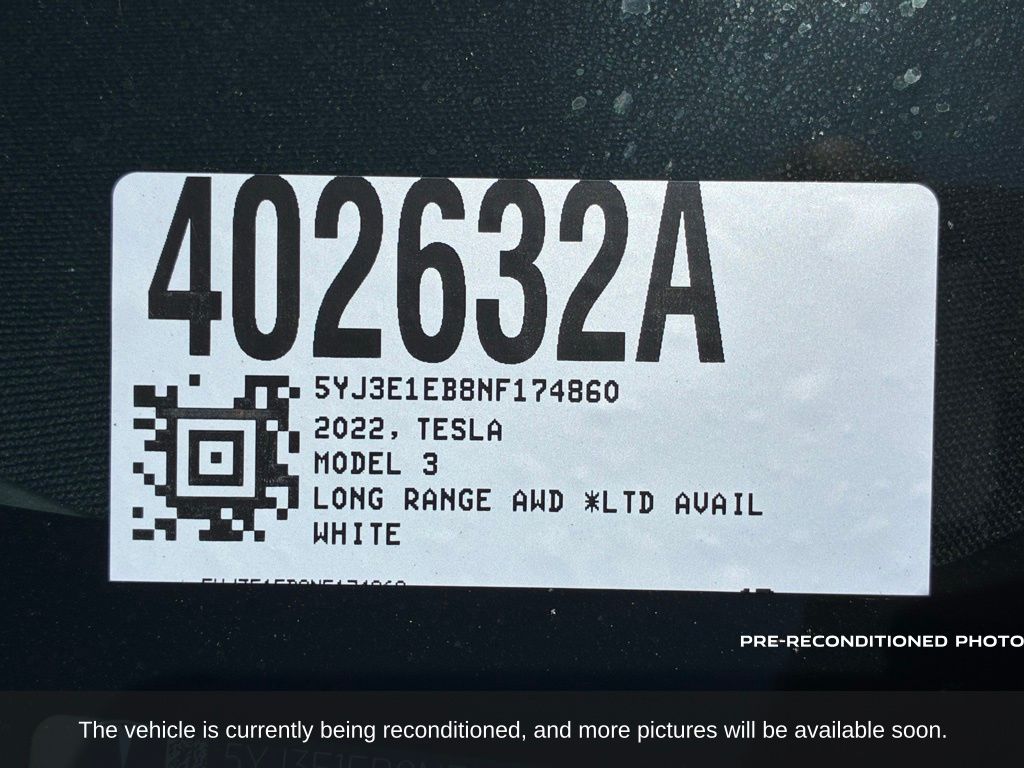 402632A
5YJ3E1EB8NF174860
2022, TESLA
MODEL 3
LONG RANGE AWD *LTD AVAIL
WHITE
PRE-RECONDITIONED PHOTO
The vehicle is currently being reconditioned, and more pictures will be available soon.